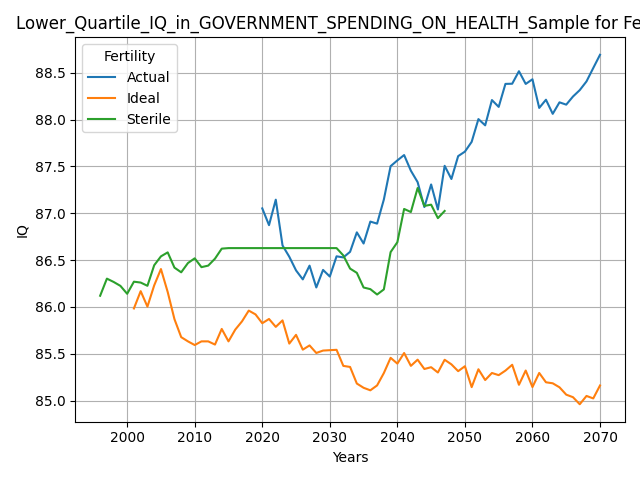 Lower_Quartile_IQ_in_GOVERNMENT_SPENDING_ON_HEALTH_Sample for Fe
Fertility
Actual
Ideal
Sterile
88.5
88.0
87.5
87.0
86.5
86.0
85.5
85.0
IQ
2000 2010 2020 2030 2040 2050 2060 2070
Years